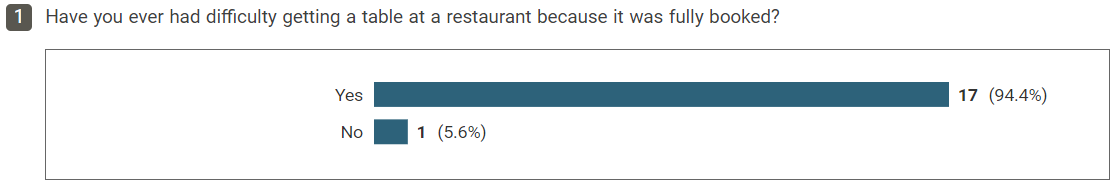 1 Have you ever had difficulty getting a table at a restaurant because it was fully booked?
Yes 17 (94.4%)
No 1 (5.6%)